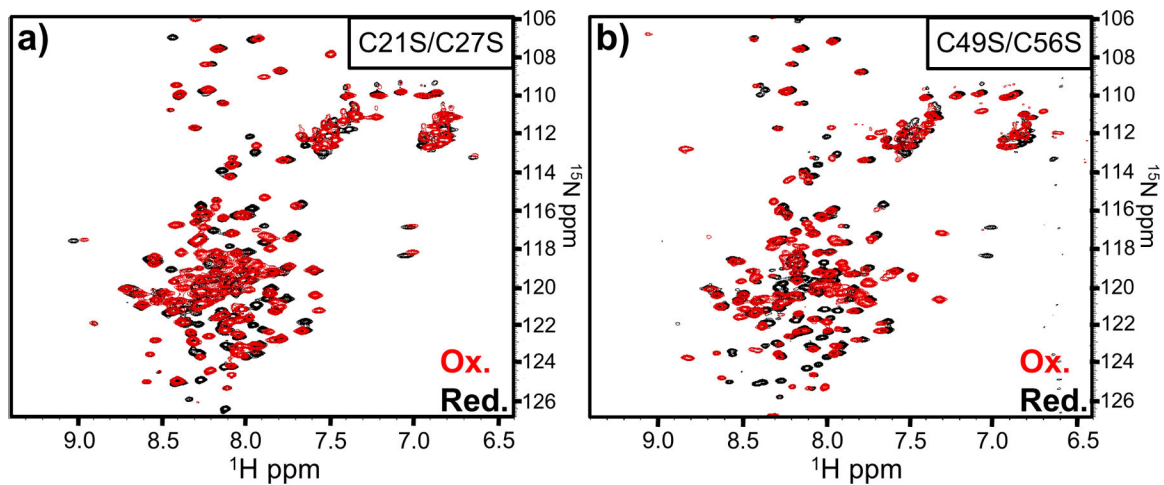 a)
C21S/C27S
106
108
110
112
114
116
118
120
122
124
126
¹⁵N ppm
Ox.
Red.
9.0 8.5 8.0 7.5 7.0 6.5
¹H ppm
b)
C49S/C56S
106
108
110
112
114
116
118
120
122
124
126
¹⁵N ppm
Ox.
Red.
9.0 8.5 8.0 7.5 7.0 6.5
¹H ppm